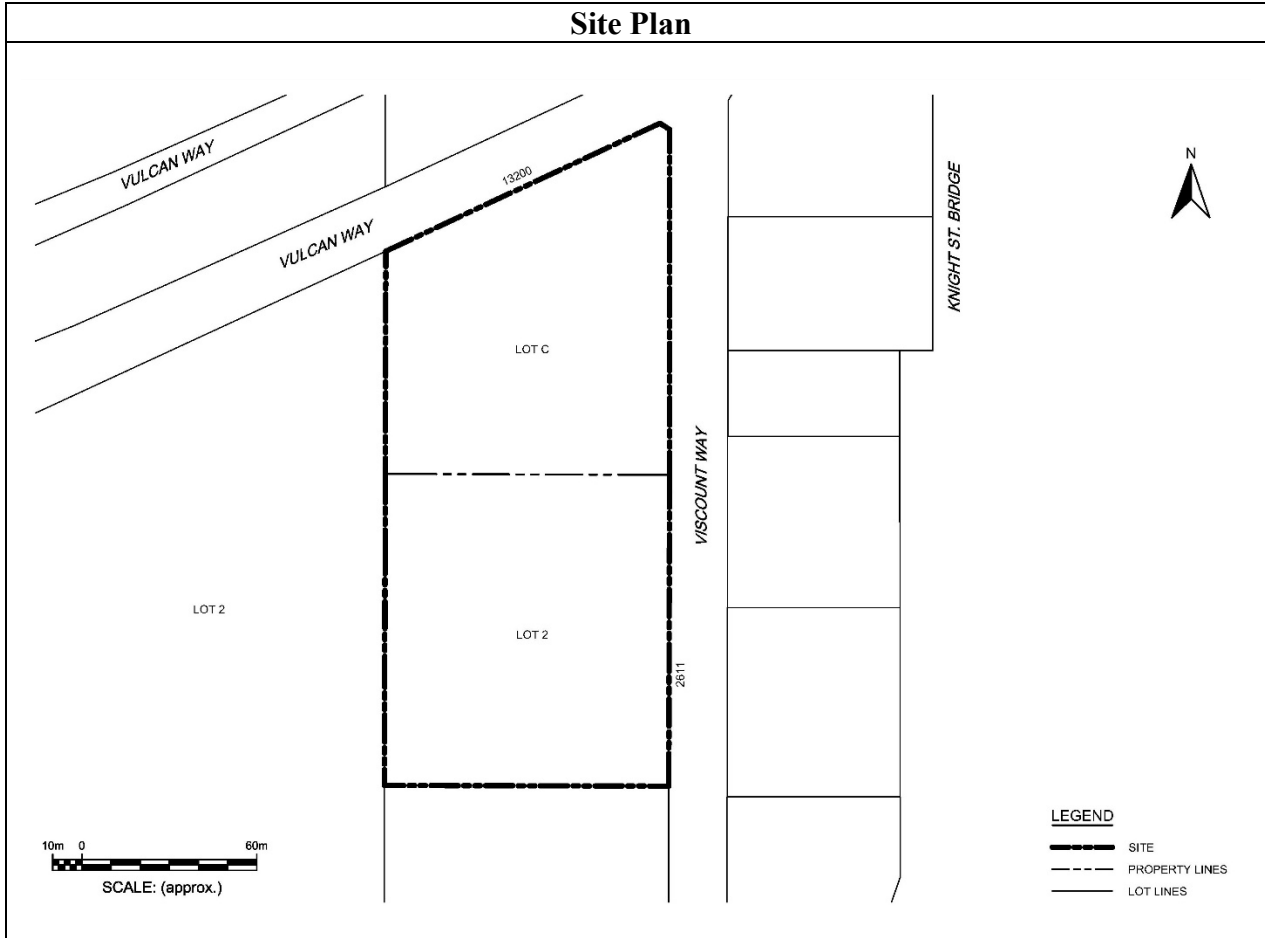 Site Plan
VULCAN WAY
VULCAN WAY
13200
KNIGHT ST. BRIDGE
N
LOT C
VISCOUNT WAY
LOT 2
LOT 2
2611
10m 0 60m
SCALE: (approx.)
LEGEND
SITE
PROPERTY LINES
LOT LINES